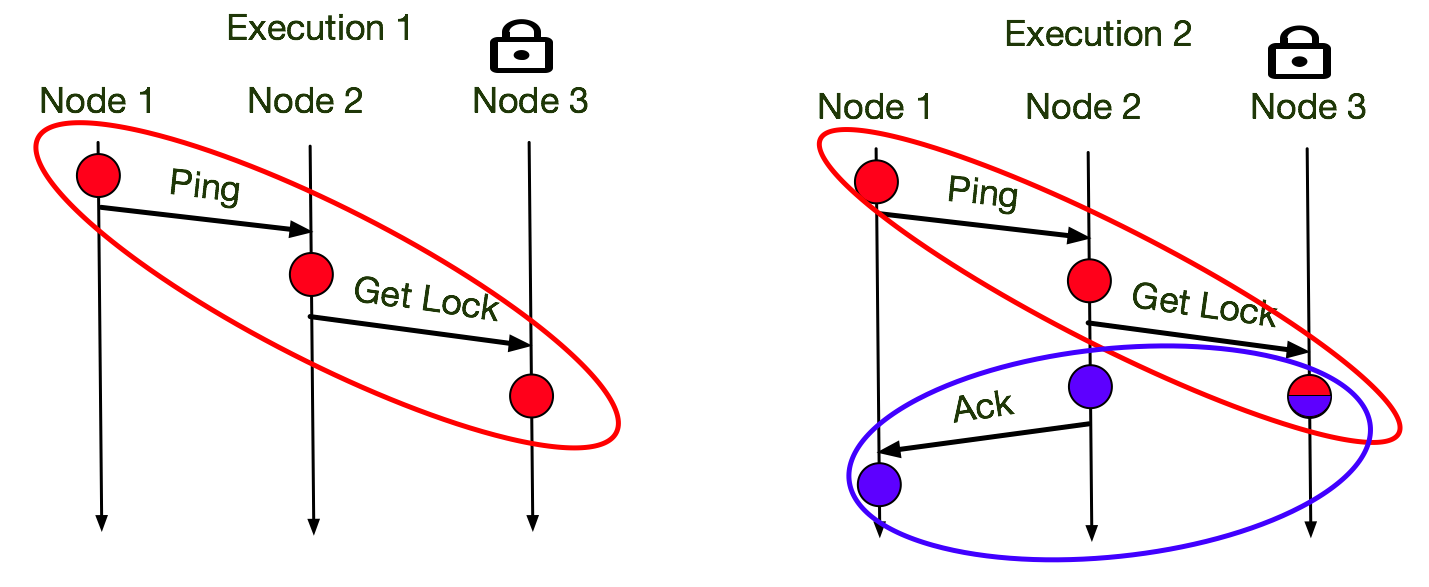 Execution 1
Node 1
Node 2
Node 3
Ping
Get Lock
Execution 2
Node 1
Node 2
Node 3
Ping
Get Lock
Ack